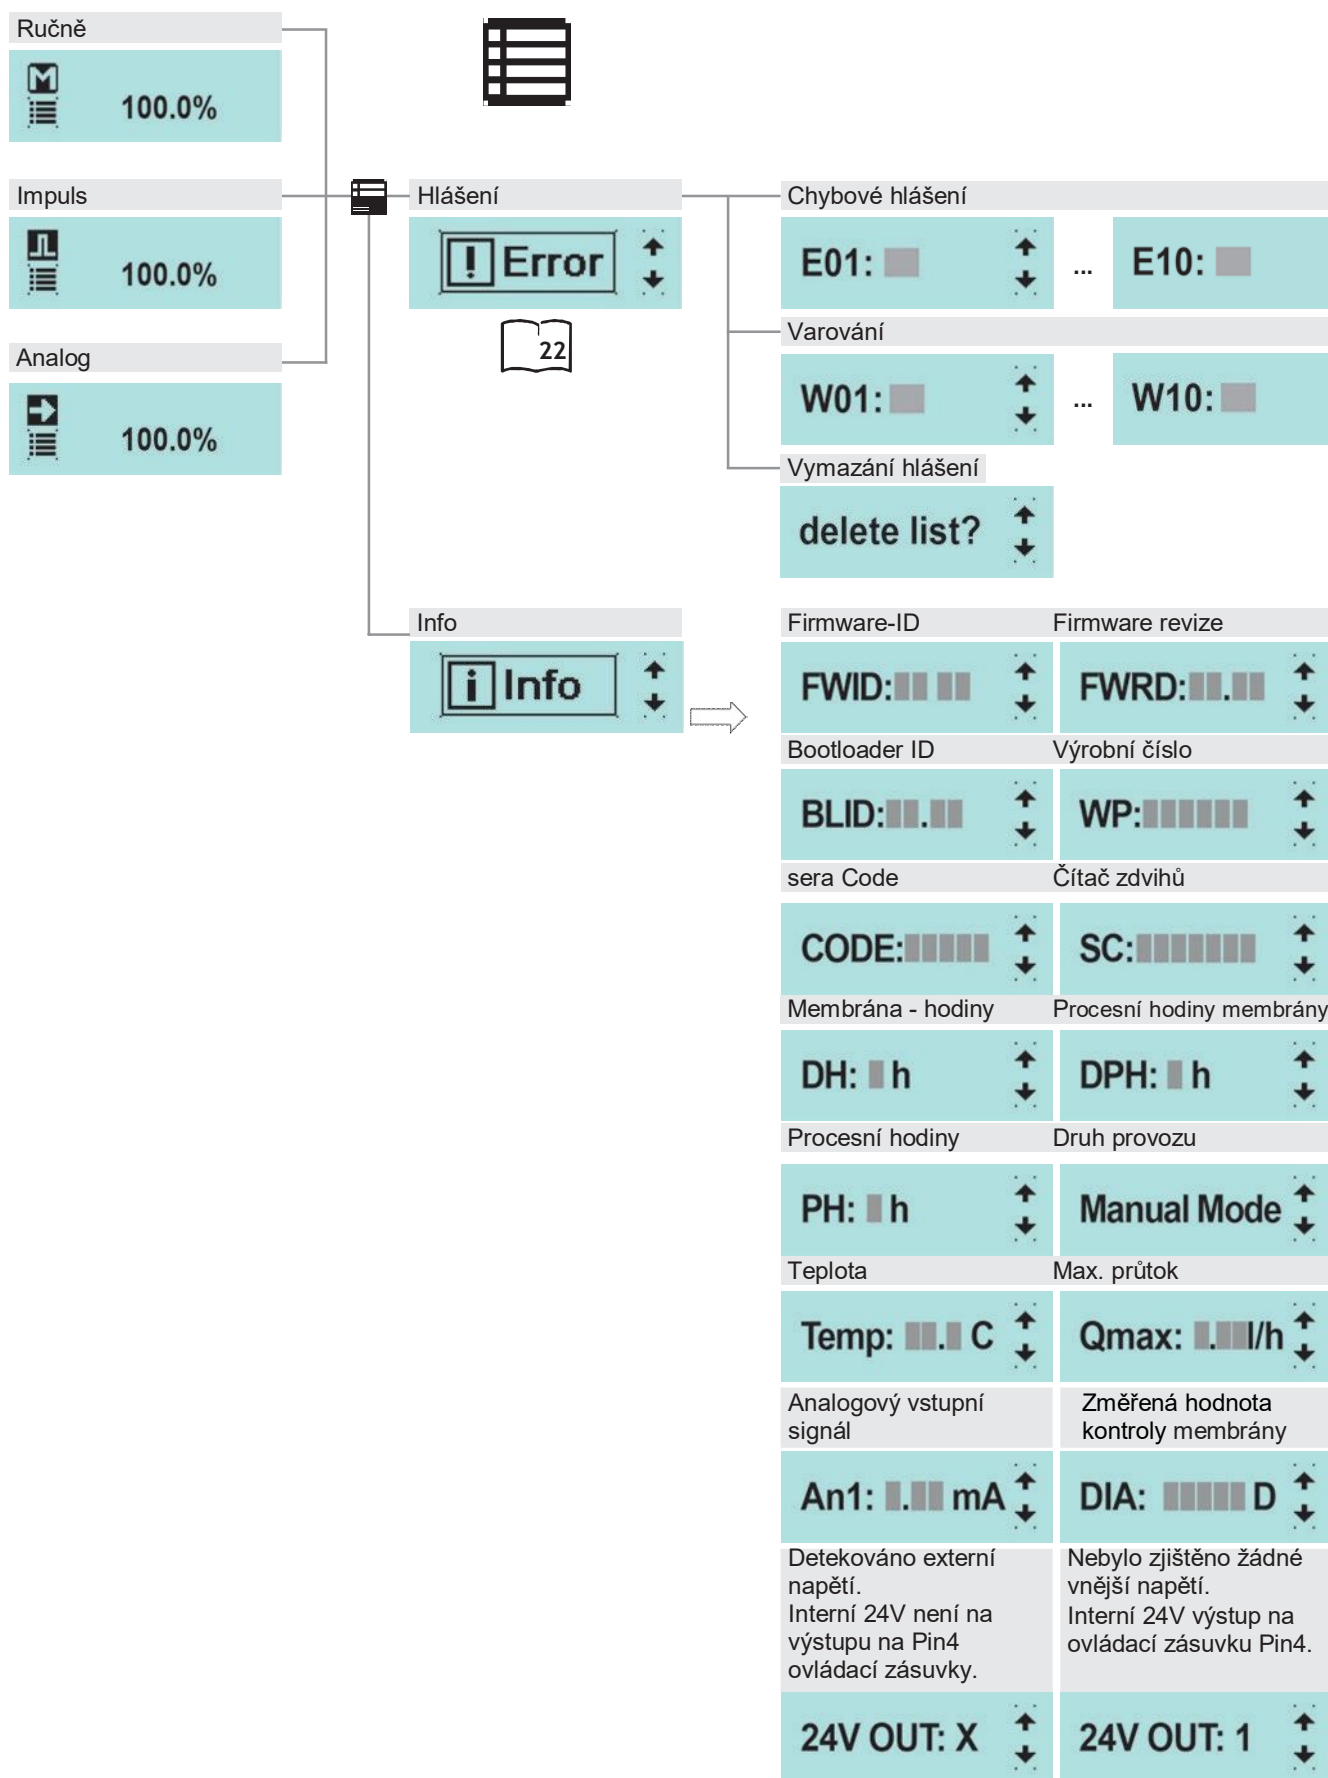 Ručně
M
100.0%
Impuls
100.0%
Analog
100.0%
Hlášení
! Error
22
Chybové hlášení
E01:
...
E10:
Varování
W01:
...
W10:
Vymazání hlášení
delete list?
Info
i Info
Firmware-ID
Firmware revize
FWID:
FWRD: .
Bootloader ID
Výrobní číslo
BLID: .
WP:
sera Code
Čítač zdvihů
CODE:
SC:
Membrána - hodiny
Procesní hodiny membrány
DH: h
DPH: h
Procesní hodiny
Druh provozu
PH: h
Manual Mode
Teplota
Max. průtok
Temp: . C
Qmax: . l/h
Analogový vstupní
signál
Změřená hodnota
kontroly membrány
An1: . mA
DIA: D
Detekováno externí
napětí.
Interní 24V není na
výstupu na Pin4
ovládací zásuvky.
Nebylo zjištěno žádné
vnější napětí.
Interní 24V výstup na
ovládací zásuvku Pin4.
24V OUT: X
24V OUT: 1